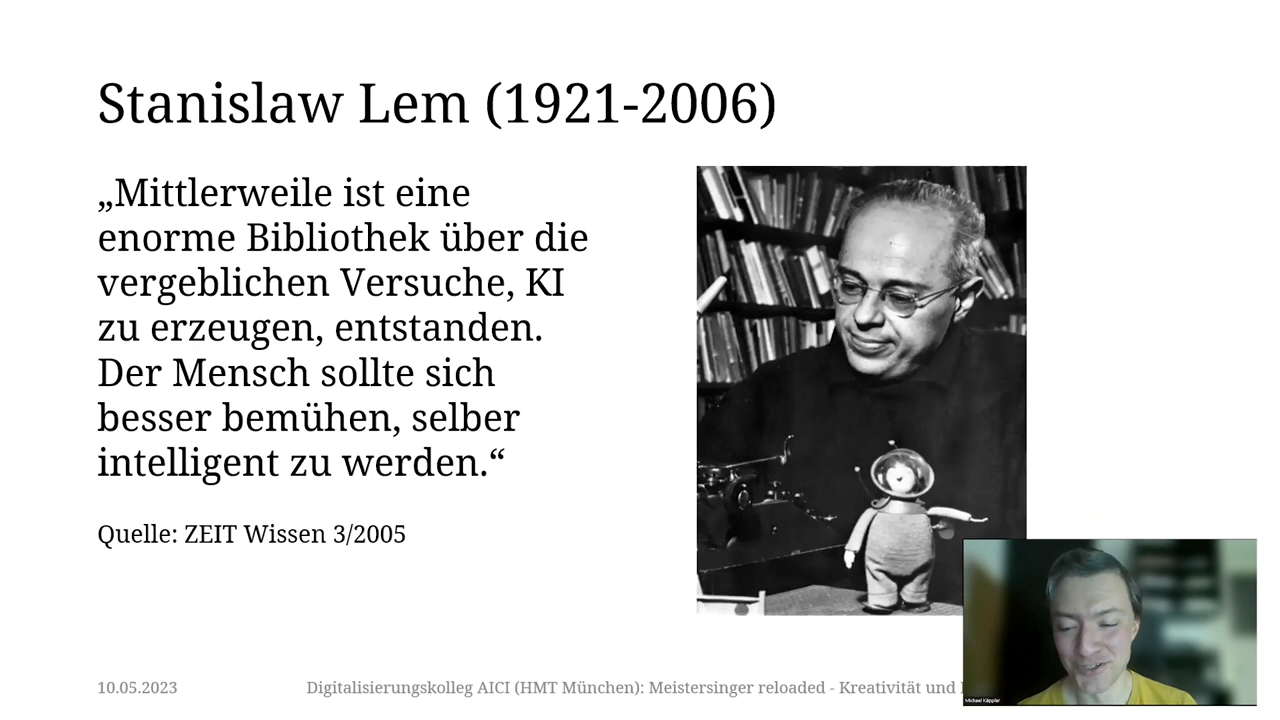 Stanislaw Lem (1921-2006)
„Mittlerweile ist eine
enorme Bibliothek über die
vergeblichen Versuche, KI
zu erzeugen, entstanden.
Der Mensch sollte sich
besser bemühen, selber
intelligent zu werden.“
Quelle: ZEIT Wissen 3/2005
10.05.2023
Digitalisierungskolleg AICI (HMT München): Meistersinger reloaded - Kreativität und
Michael Käppler